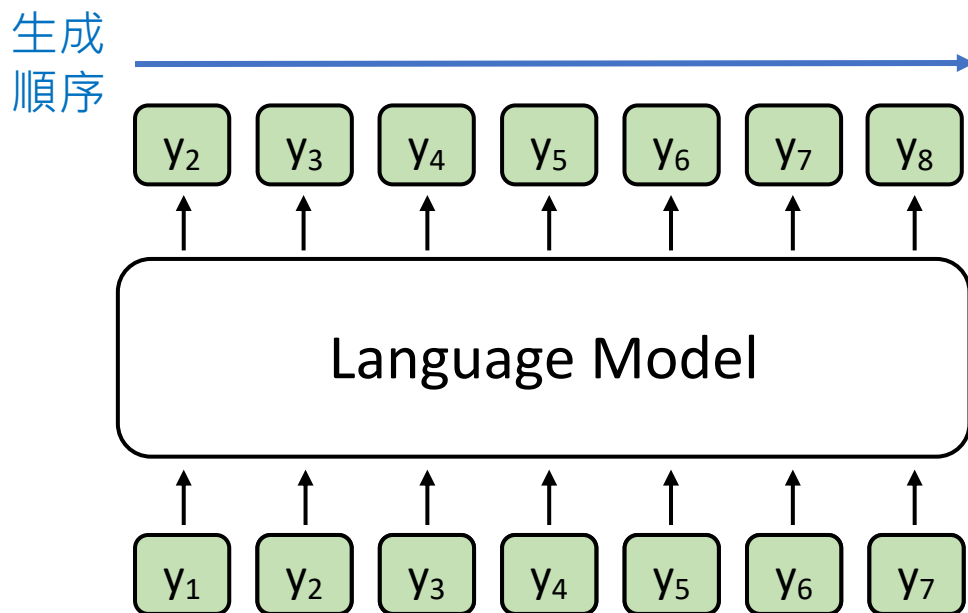 生成
順序
y₂ y₃ y₄ y₅ y₆ y₇ y₈
Language Model
y₁ y₂ y₃ y₄ y₅ y₆ y₇